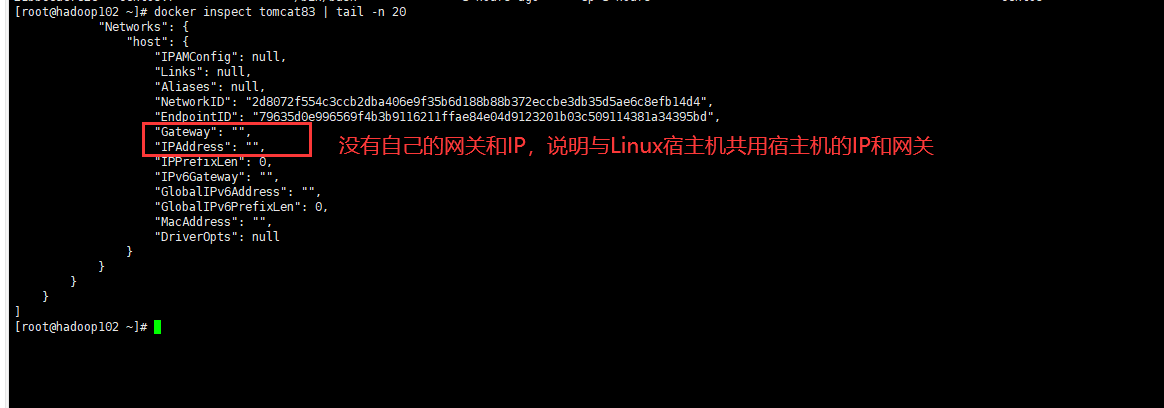 [root@hadoop102 ~]# docker inspect tomcat83 | tail -n 20
"Networks": {
"host": {
"IPAMConfig": null,
"Links": null,
"Aliases": null,
"NetworkID": "2d8072f554c3ccb2dba406e9f35b6d188b88b372eccbe3db35d5ae6c8efb14d4",
"EndpointID": "79635d0e996569f4b3b9116211ffae84e04d9123201b03c509114381a34395bd",
"Gateway": "",
"IPAddress": "",
没有自己的网关和IP，说明与Linux宿主机共用宿主机的IP和网关
"IPPrefixLen": 0,
"IPv6Gateway": "",
"GlobalIPv6Address": "",
"GlobalIPv6PrefixLen": 0,
"MacAddress": "",
"DriverOpts": null
}
}
}
}
]
[root@hadoop102 ~]#